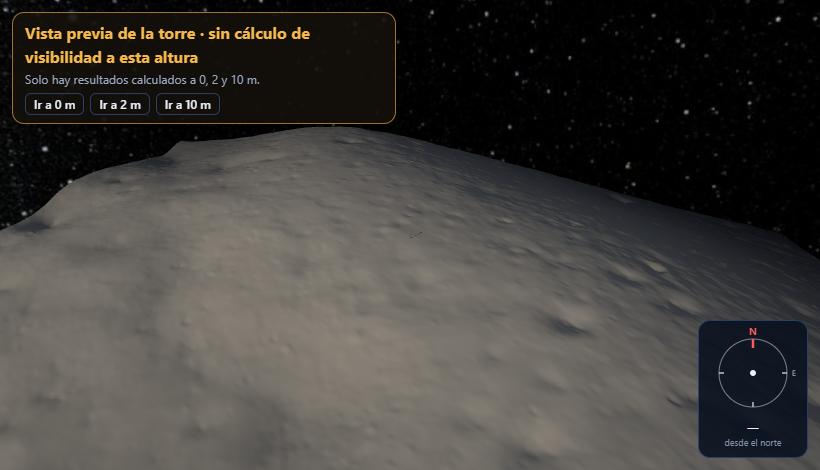 Vista previa de la torre · sin cálculo de
visibilidad a esta altura
Solo hay resultados calculados a 0, 2 y 10 m.
Ir a 0 m Ir a 2 m Ir a 10 m
N
E
—
desde el norte